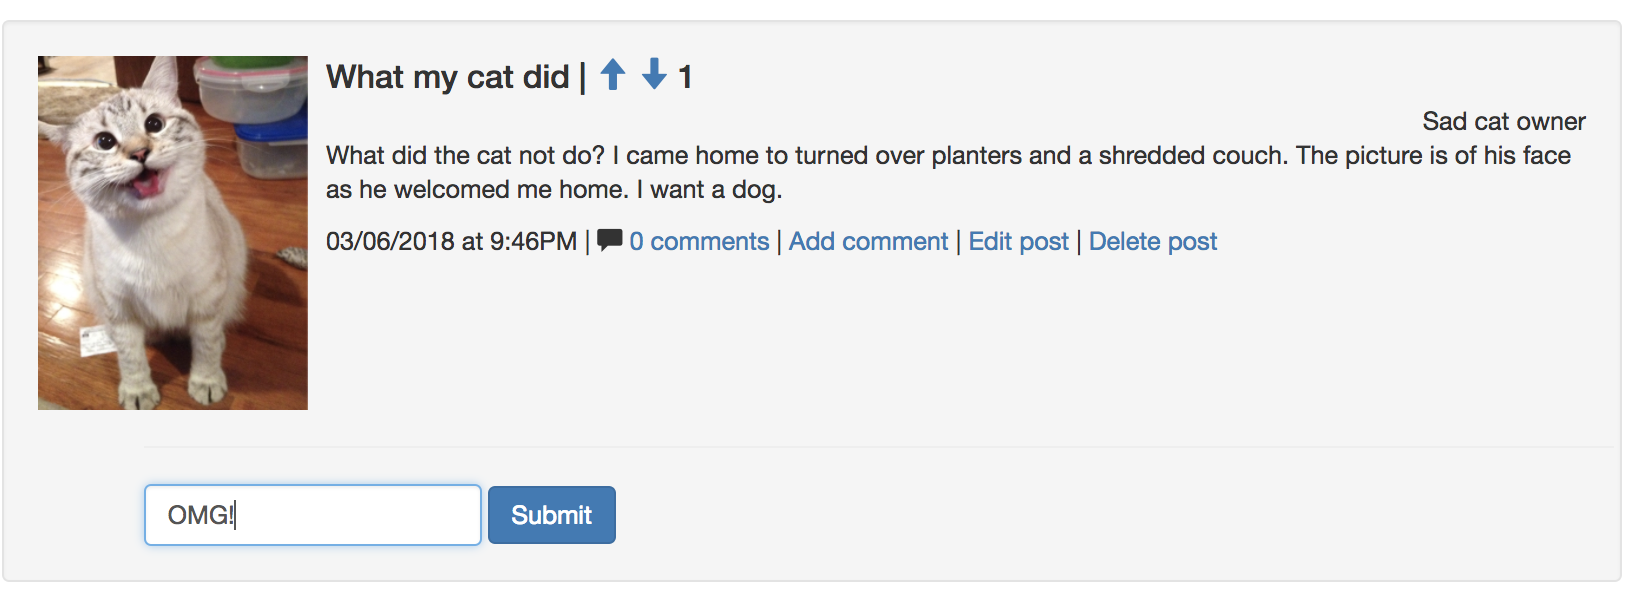 What my cat did | 1
Sad cat owner
What did the cat not do? I came home to turned over planters and a shredded couch. The picture is of his face
as he welcomed me home. I want a dog.
03/06/2018 at 9:46PM | 0 comments | Add comment | Edit post | Delete post
OMG!
Submit